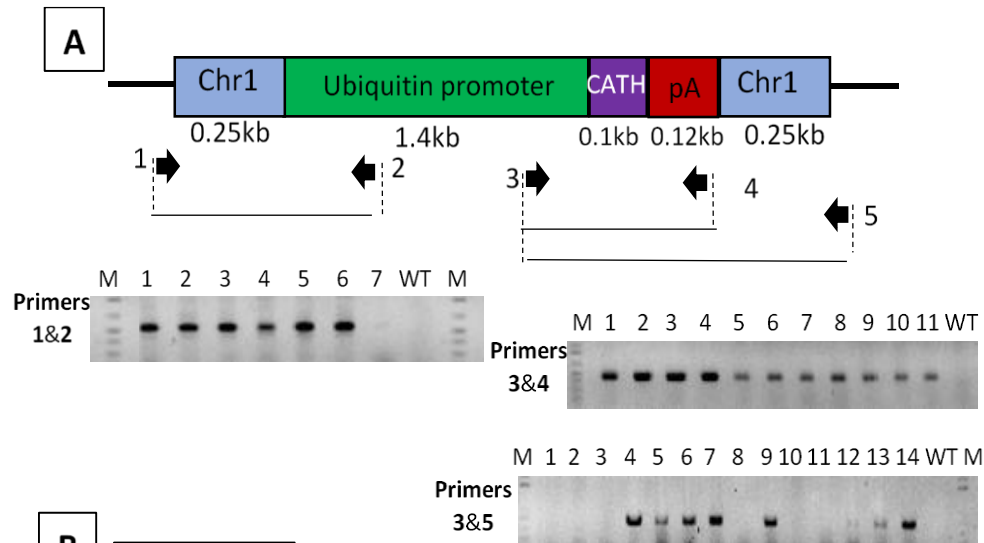 A
Chr1 Ubiquitin promoter CATH pA Chr1
0.25kb 1.4kb 0.1kb 0.12kb 0.25kb
1 2 3 4 5
M 1 2 3 4 5 6 7 WT M
Primers
1&2
M 1 2 3 4 5 6 7 8 9 10 11 WT
Primers
3&4
M 1 2 3 4 5 6 7 8 9 10 11 12 13 14 WT M
Primers
3&5
B